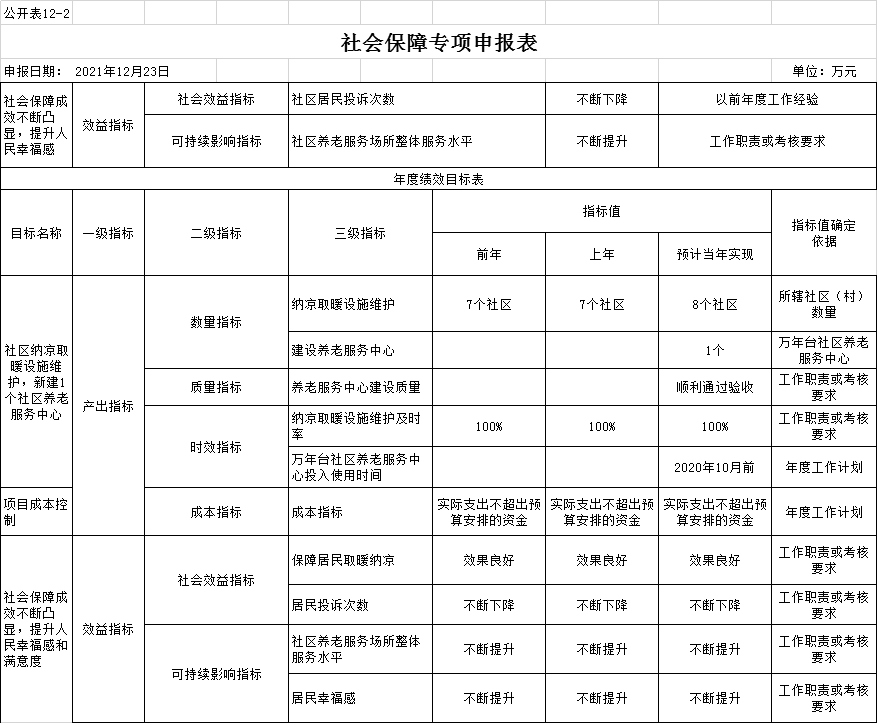 公开表12-2
社会保障专项申报表
申报日期： 2021年12月23日 单位：万元
社会保障成
效不断凸
显，提升人
民幸福感
效益指标
社会效益指标 社区居民投诉次数 不断下降 以前年度工作经验
可持续影响指标 社区养老服务场所整体服务水平 不断提升 工作职责或考核要求
年度绩效目标表
目标名称 一级指标 二级指标 三级指标 指标值 指标值确定
依据
前年 上年 预计当年实现
社区纳凉取
暖设施维
护，新建1
个社区养老
服务中心
产出指标
数量指标
纳凉取暖设施维护 7个社区 7个社区 8个社区 所辖社区（村）
数量
建设养老服务中心 1个 万年台社区养老
服务中心
质量指标 养老服务中心建设质量 顺利通过验收 工作职责或考核
要求
时效指标
纳凉取暖设施维护及时
率
100% 100% 100% 工作职责或考核
要求
万年台社区养老服务中
心投入使用时间
2020年10月前 年度工作计划
项目成本控
制
成本指标 成本指标 实际支出不超出预
算安排的资金
实际支出不超出预
算安排的资金
实际支出不超出预
算安排的资金
年度工作计划
社会保障成
效不断凸
显，提升人
民幸福感和
满意度
效益指标
社会效益指标
保障居民取暖纳凉 效果良好 效果良好 效果良好 工作职责或考核
要求
居民投诉次数 不断下降 不断下降 不断下降 工作职责或考核
要求
可持续影响指标
社区养老服务场所整体
服务水平
不断提升 不断提升 不断提升 工作职责或考核
要求
居民幸福感 不断提升 不断提升 不断提升 工作职责或考核
要求